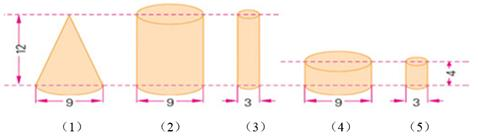 12
4
9 9 3 9 3
（1） （2） （3） （4） （5）